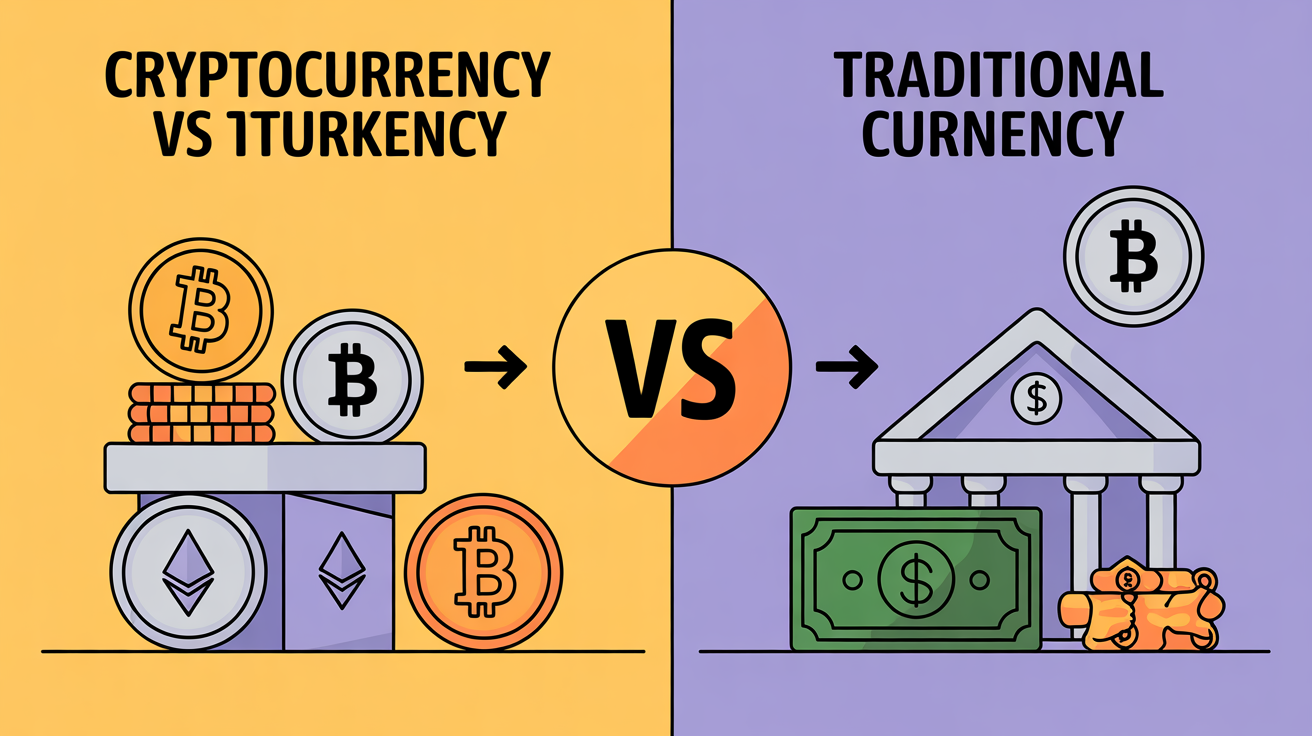 CRYPTOCURRENCY
VS 1TURKENCY
TRADITIONAL
CURNENCY
VS